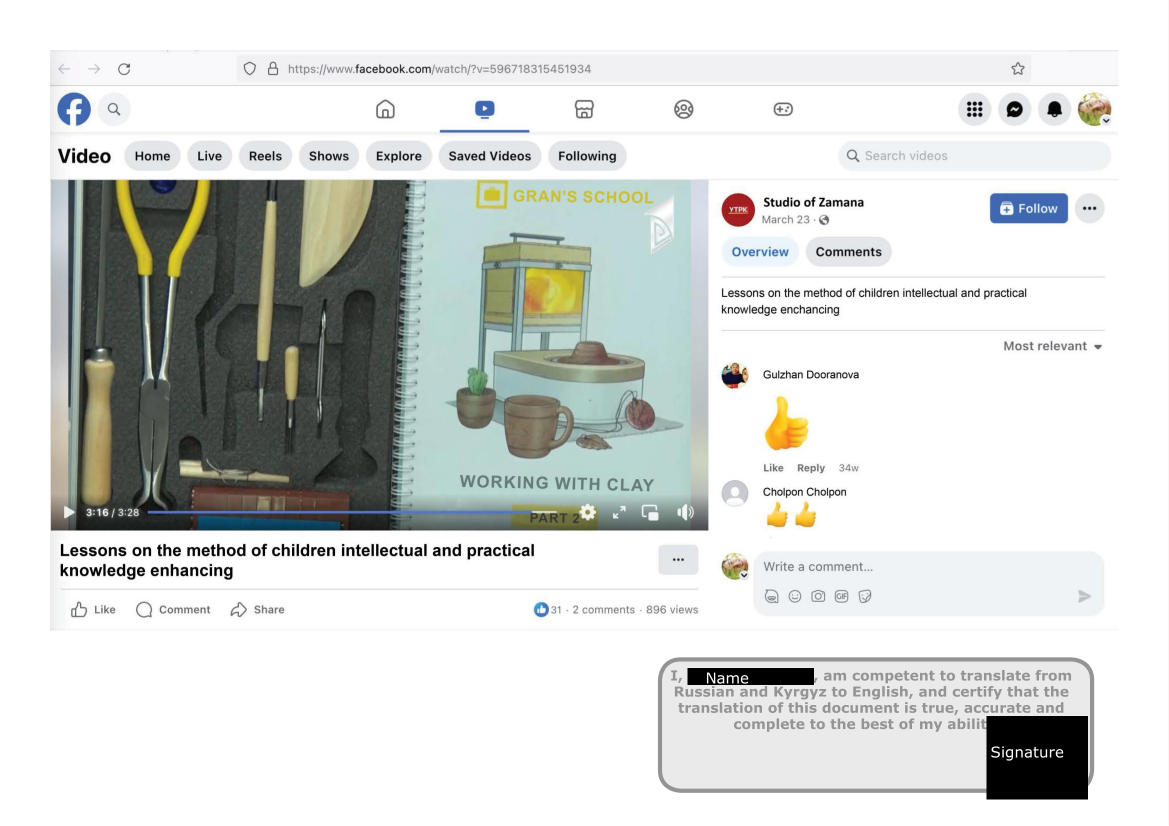 https://www.facebook.com/watch/?v=596718315451934
Video
Home
Live
Reels
Shows
Explore
Saved Videos
Following
Search videos
GRAN'S SCHOOL
WORKING WITH CLAY
PART 2
3:16 / 3:28
Lessons on the method of children intellectual and practical
knowledge enhancing
Like
Comment
Share
31 · 2 comments · 896 views
YTPK
Studio of Zamana
March 23 ·
Follow
Overview
Comments
Lessons on the method of children intellectual and practical
knowledge enchancing
Most relevant
Gulzhan Dooranova
Like Reply 34w
Cholpon Cholpon
Write a comment...
GIF
I, Name, am competent to translate from
Russian and Kyrgyz to English, and certify that the
translation of this document is true, accurate and
complete to the best of my abilit
Signature